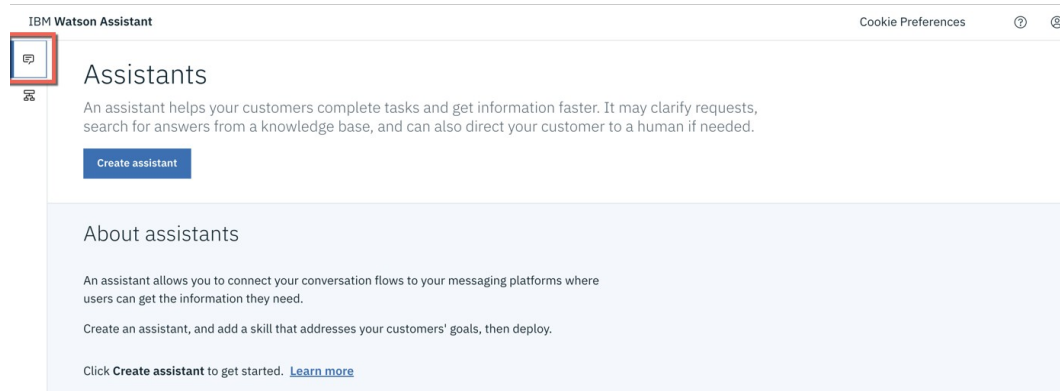 IBM Watson Assistant
Cookie Preferences
Assistants
An assistant helps your customers complete tasks and get information faster. It may clarify requests,
search for answers from a knowledge base, and can also direct your customer to a human if needed.
Create assistant
About assistants
An assistant allows you to connect your conversation flows to your messaging platforms where
users can get the information they need.
Create an assistant, and add a skill that addresses your customers' goals, then deploy.
Click Create assistant to get started. Learn more